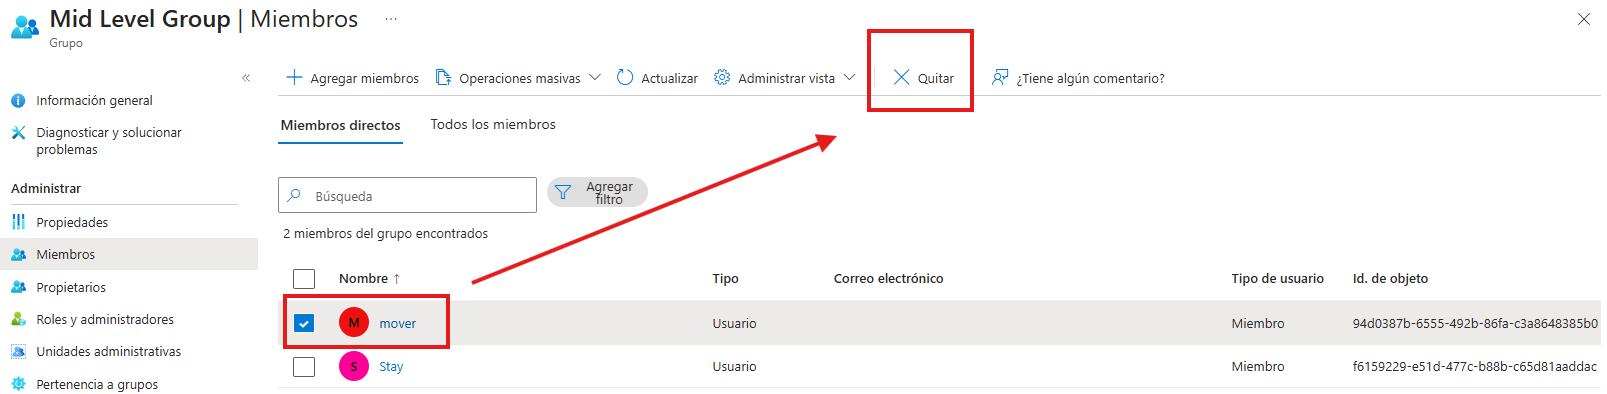 Mid Level Group | Miembros ...
Grupo
Agregar miembros Operaciones masivas Actualizar Administrar vista Quitar ¿Tiene algún comentario?
Información general
Diagnosticar y solucionar
problemas
Administrar
Propiedades
Miembros
Propietarios
Roles y administradores
Unidades administrativas
Pertenencia a grupos
Miembros directos Todos los miembros
Búsqueda
Agregar
filtro
2 miembros del grupo encontrados
Nombre ↑ Tipo Correo electrónico Tipo de usuario Id. de objeto
M mover Usuario Miembro 94d0387b-6555-492b-86fa-c3a8648385b0
S Stay Usuario Miembro f6159229-e51d-477c-b88b-c65d81aaddac